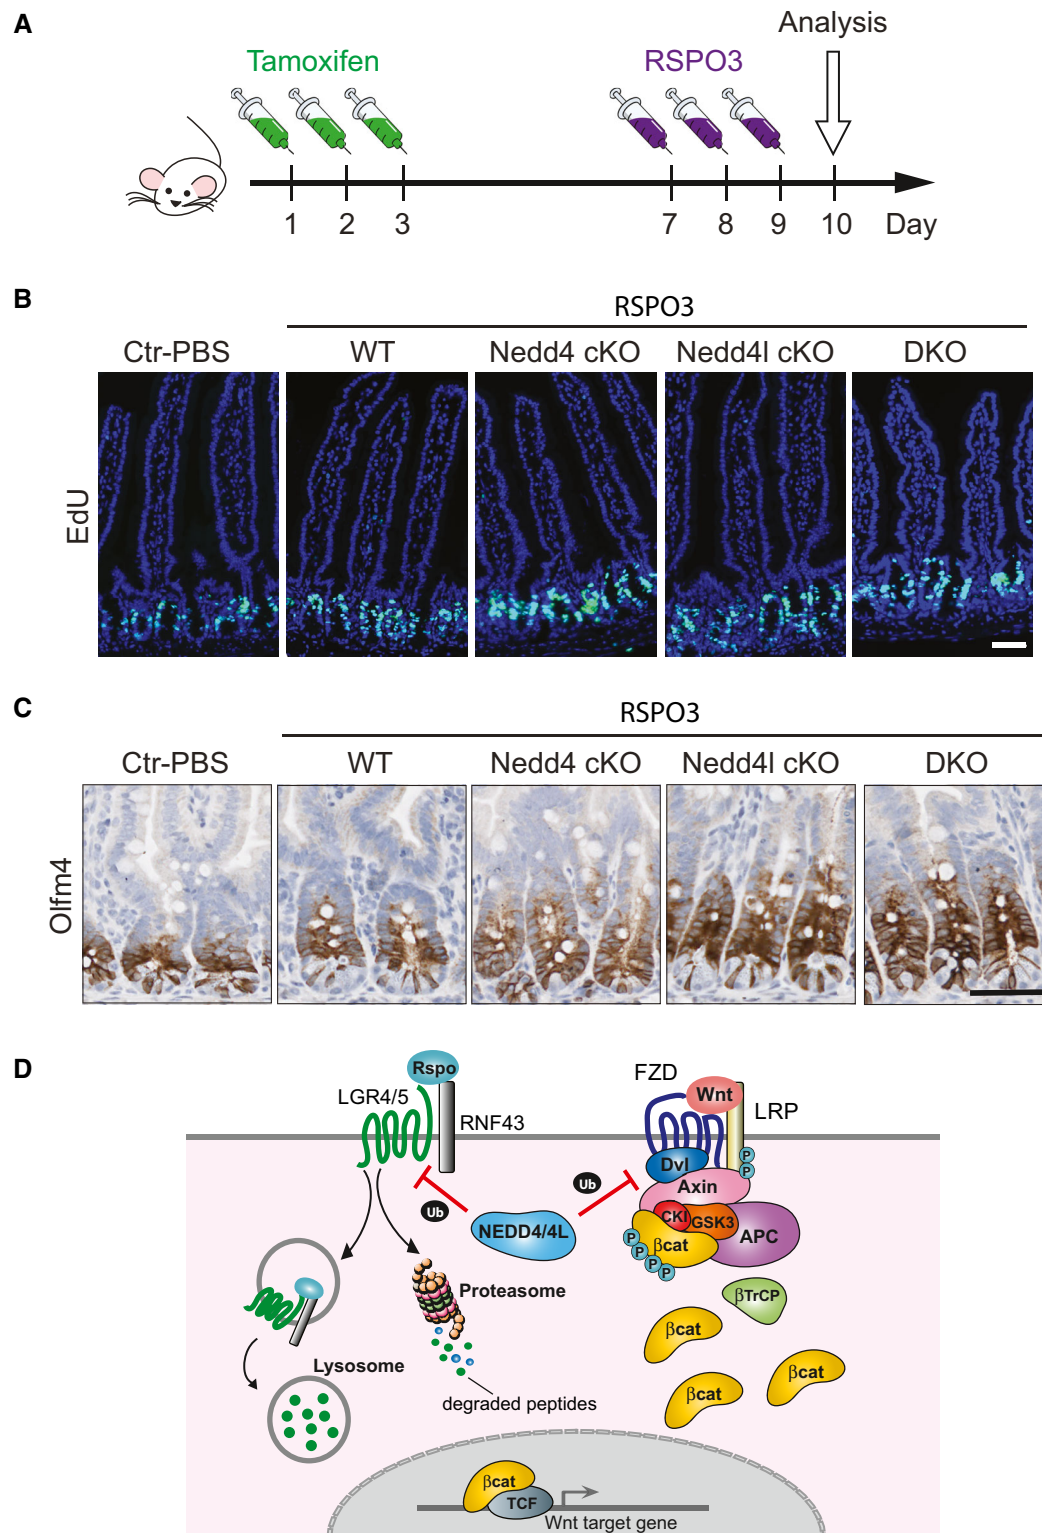 A
Analysis
Tamoxifen
RSPO3
1 2 3 7 8 9 10 Day
B
RSPO3
Ctr-PBS WT Nedd4 cKO Nedd4l cKO DKO
EdU
C
RSPO3
Ctr-PBS WT Nedd4 cKO Nedd4l cKO DKO
Olfm4
D
Rspo
LGR4/5
RNF43
FZD
Wnt
LRP
Dvl
P
P
Axin
Ub
Ub
CKI
GSK3
APC
NEDD4/4L
βcat
P
P
P
P
βTrCP
Proteasome
βcat
βcat
βcat
Lysosome
degraded peptides
βcat
TCF
Wnt target gene